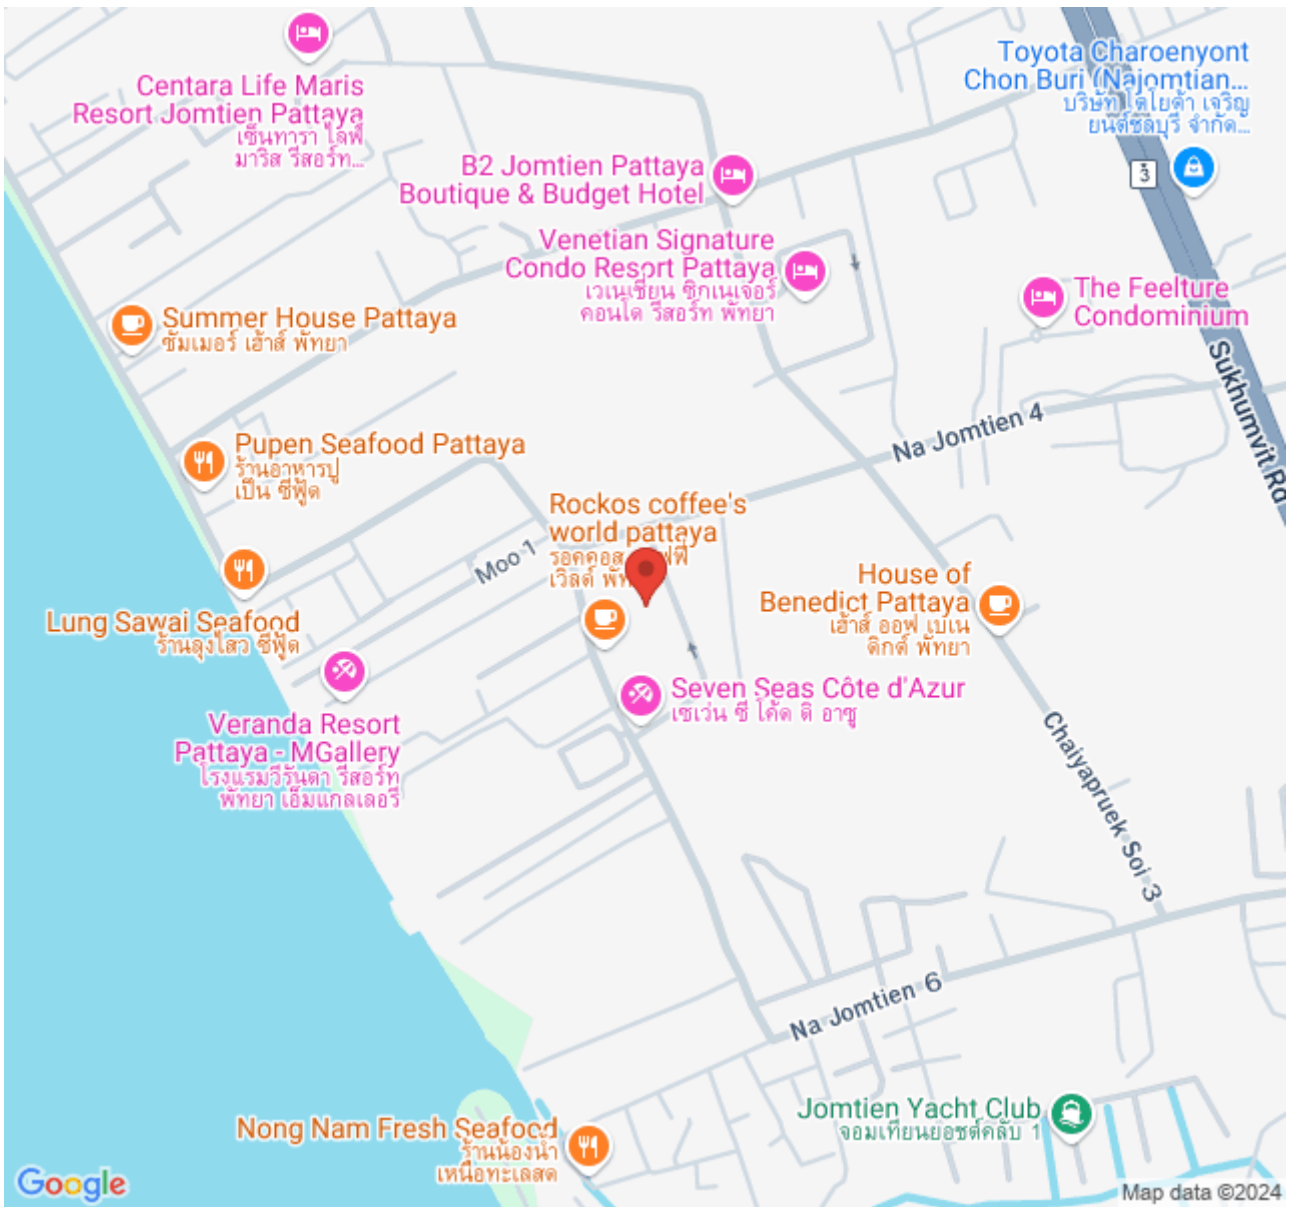 Centara Life Maris
Resort Jomtien Pattaya
เซ็นทารา ไลฟ์
มาริส รีสอร์ท...
Toyota Charoenyont
Chon Buri (Najomtian...
บริษัท โตโยต้า เจริญ
ยนต์ชลบุรี จำกัด...
3
B2 Jomtien Pattaya
Boutique & Budget Hotel
Venetian Signature
Condo Resort Pattaya
เวเนเชี่ยน ซิกเนเจอร์
คอนโด รีสอร์ท พัทยา
The Feelture
Condominium
Summer House Pattaya
ซัมเมอร์ เฮ้าส์ พัทยา
Sukhumvit Rd
Na Jomtien 4
Pupen Seafood Pattaya
ร้านอาหารปู
เป็น ซีฟู้ด
Rockos coffee's
world pattaya
เวิลด์
Moo 1
House of
Benedict Pattaya
เฮ้าส์ ออฟ เบเน
ดิกต์ พัทยา
Lung Sawai Seafood
ร้านลุงไสว ซีฟู้ด
Seven Seas Côte d'Azur
เซเว่น ซี โค้ด ดิ อาซู
Veranda Resort
Pattaya - MGallery
โรงแรมวีรันดา รีสอร์ท
พัทยา เอ็มแกลเลอรี
Chaiyapruek Soi 3
Na Jomtien 6
Jomtien Yacht Club
จอมเทียนยอชต์คลับ 1
Nong Nam Fresh Seafood
ร้านน้องน้ำ
เหนือทะเลสด
Google
Map data ©2024